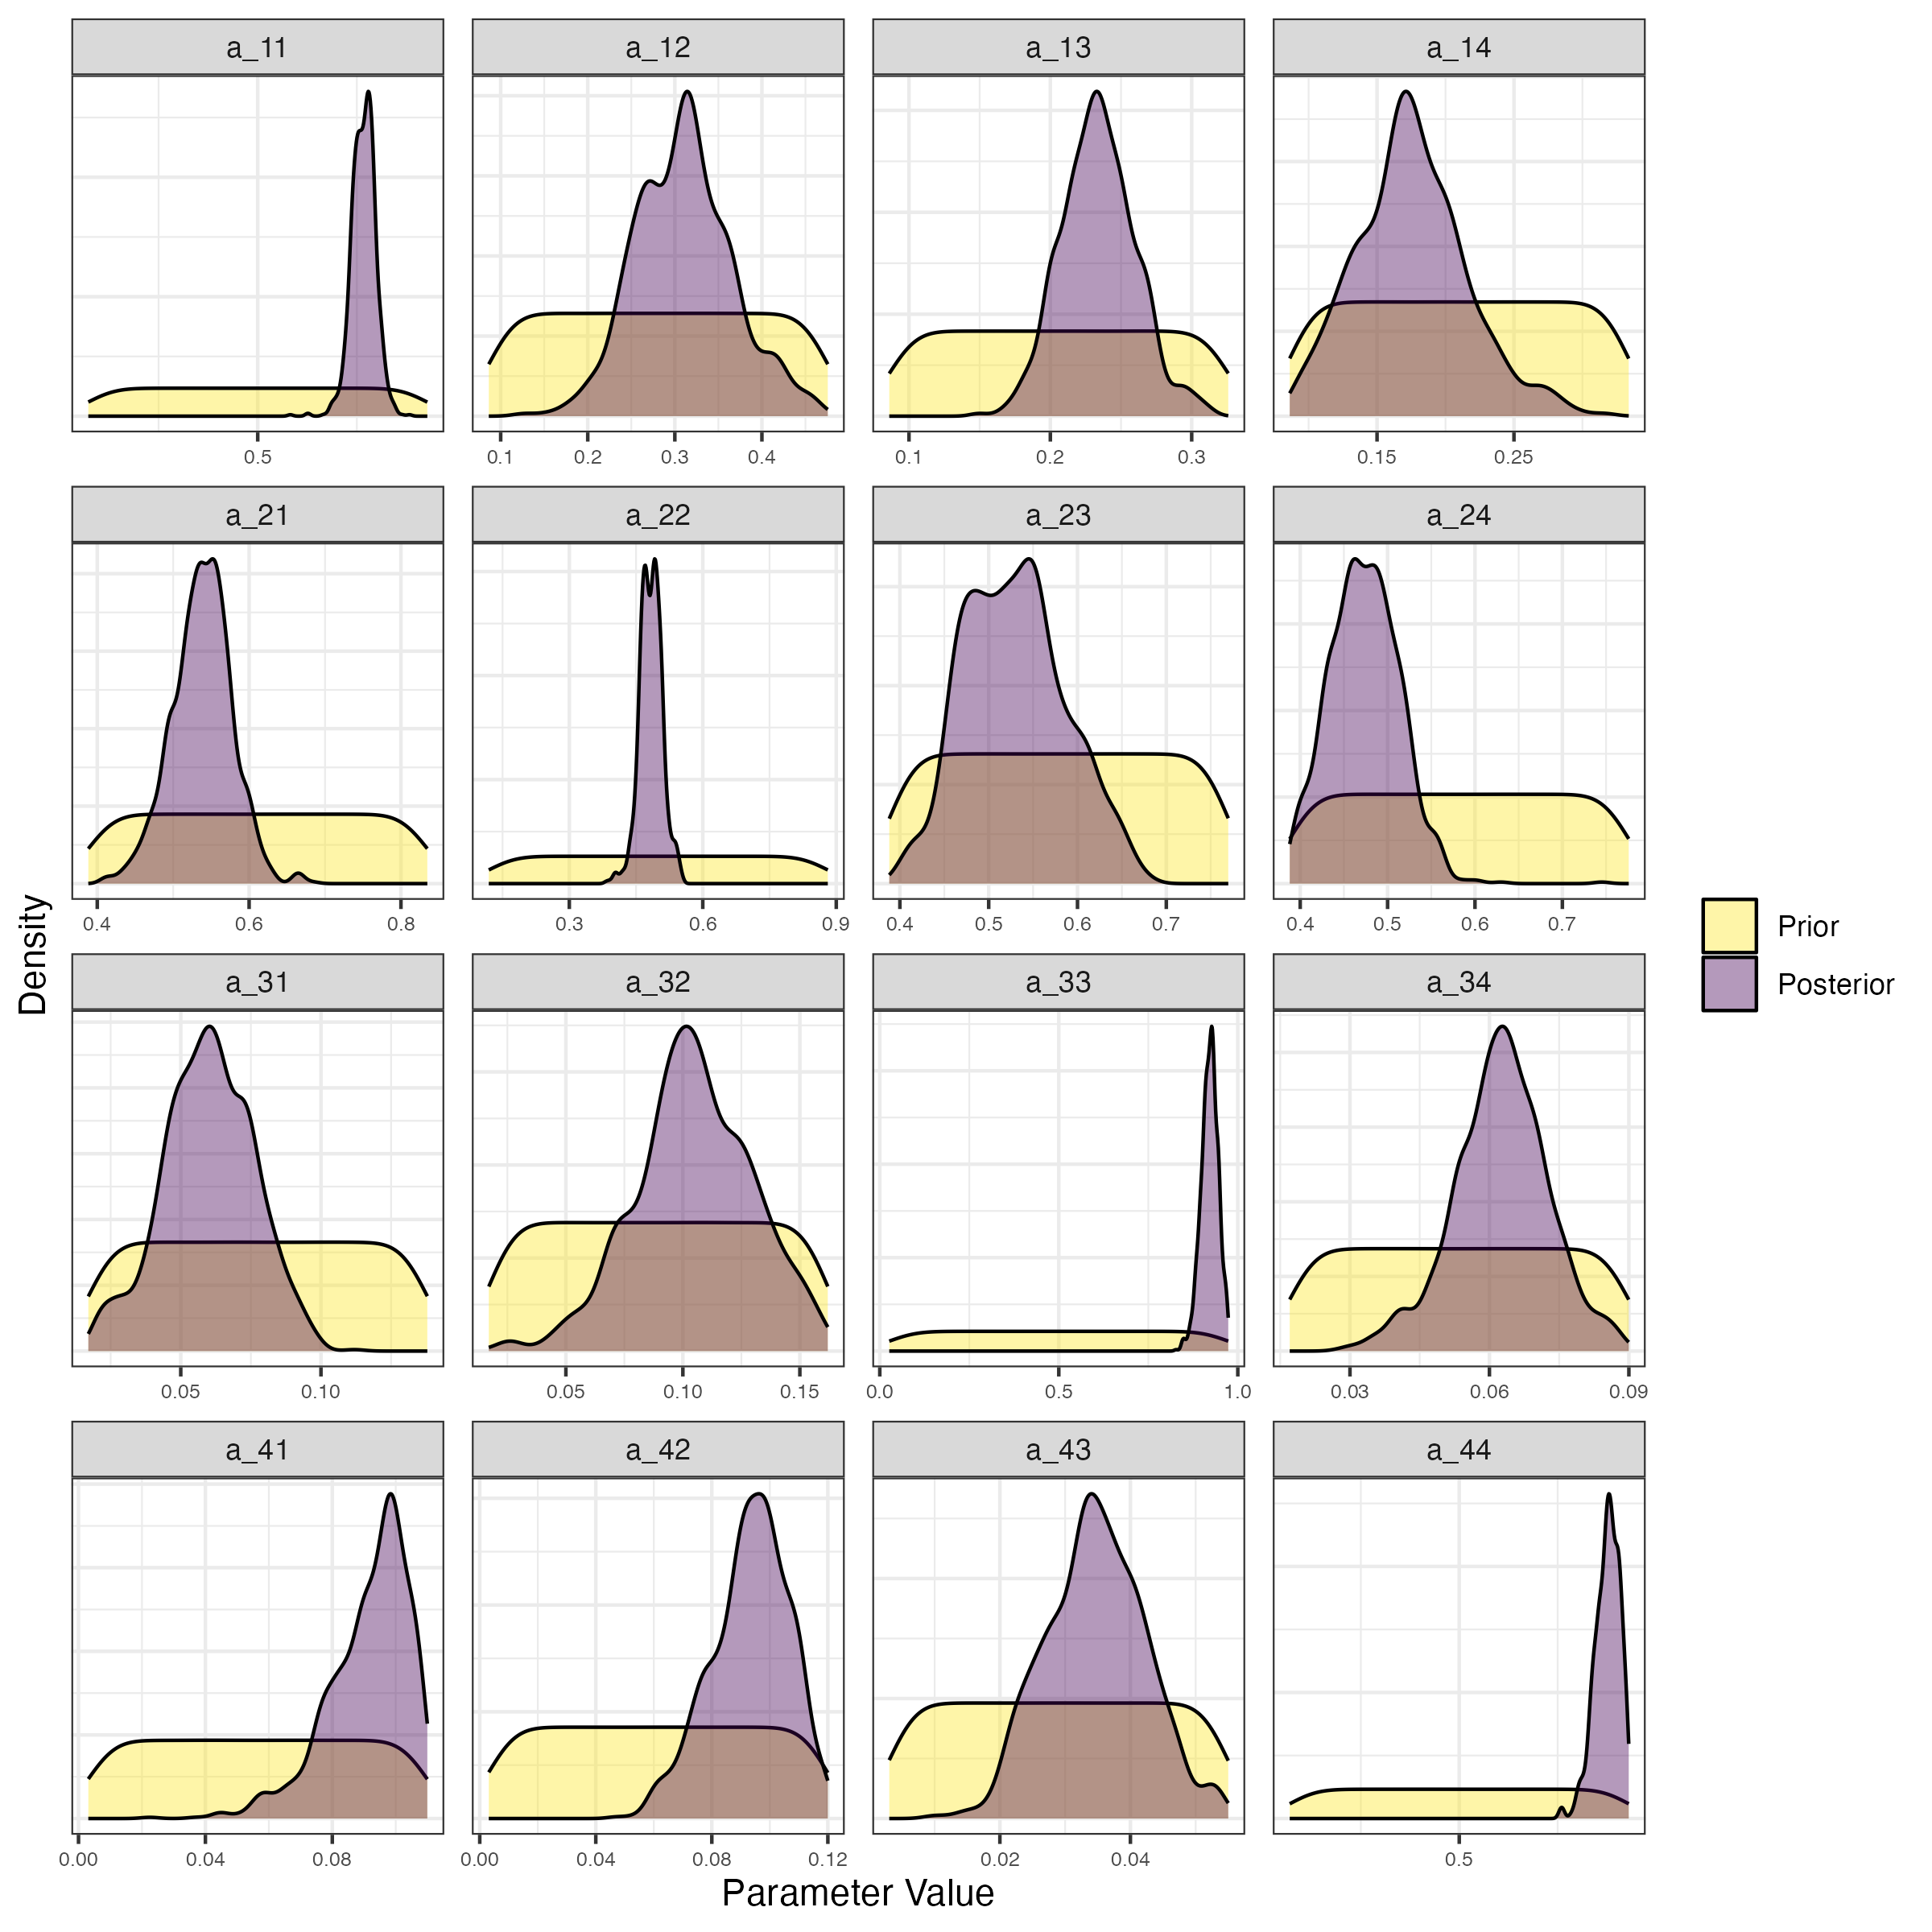 a_11 a_12 a_13 a_14
0.5 0.1 0.2 0.3 0.4 0.1 0.2 0.3 0.15 0.25
a_21 a_22 a_23 a_24
0.4 0.6 0.8 0.3 0.6 0.9 0.4 0.5 0.6 0.7 0.4 0.5 0.6 0.7
Density
Prior
Posterior
a_31 a_32 a_33 a_34
0.05 0.10 0.05 0.10 0.15 0.0 0.5 1.0 0.03 0.06 0.09
a_41 a_42 a_43 a_44
0.00 0.04 0.08 0.00 0.04 0.08 0.12 0.02 0.04 0.5
Parameter Value